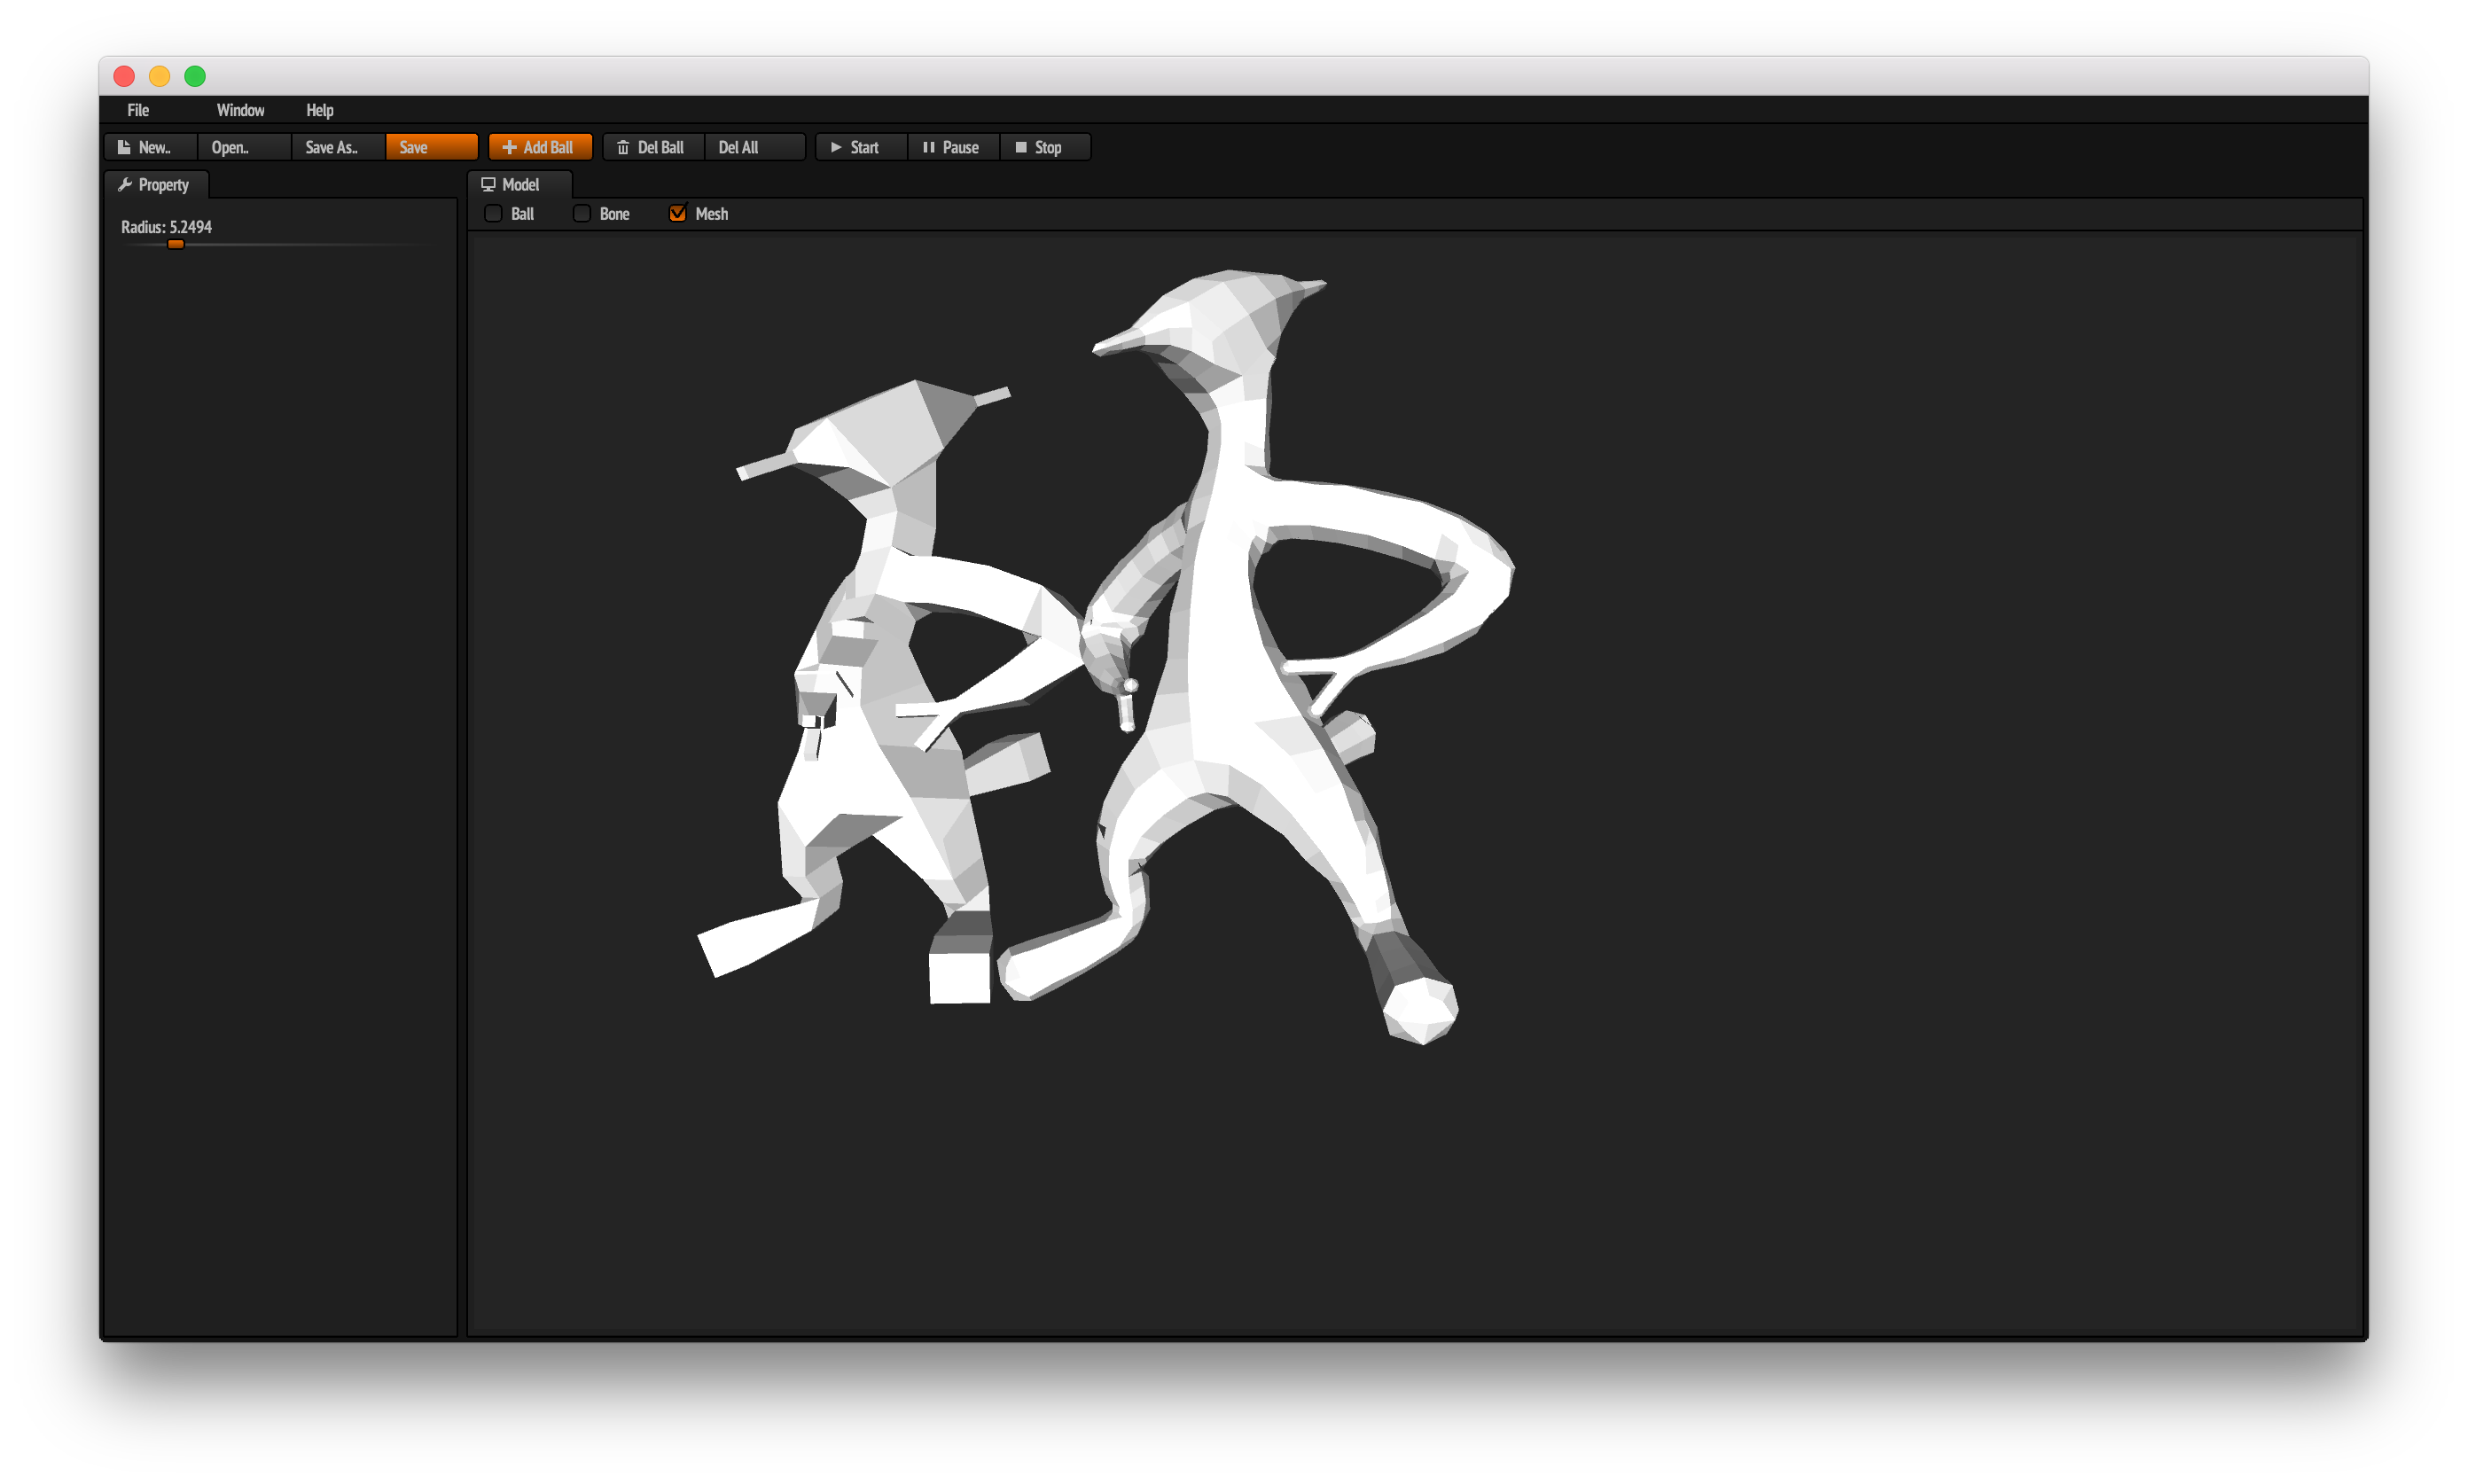 File Window Help
New.. Open.. Save As.. Save Add Ball Del Ball Del All Start Pause Stop
Property Model
Ball Bone Mesh
Radius: 5.2494